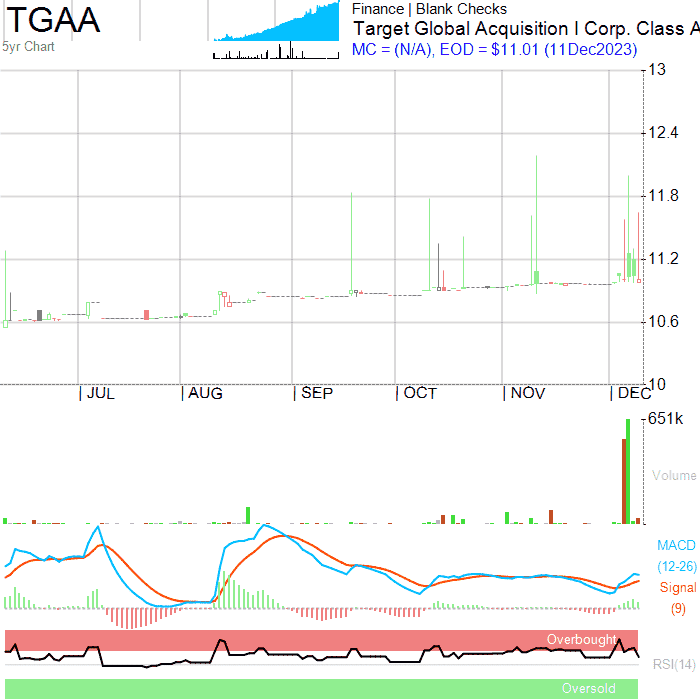 TGAA
5yr Chart
Finance | Blank Checks
Target Global Acquisition I Corp. Class A
MC = (N/A), EOD = $11.01 (11Dec2023)
13
12.4
11.8
11.2
10.6
10
| JUL | AUG | SEP | OCT | NOV | DEC
651k
Volume
MACD
(12-26)
Signal
(9)
Overbought
RSI(14)
Oversold